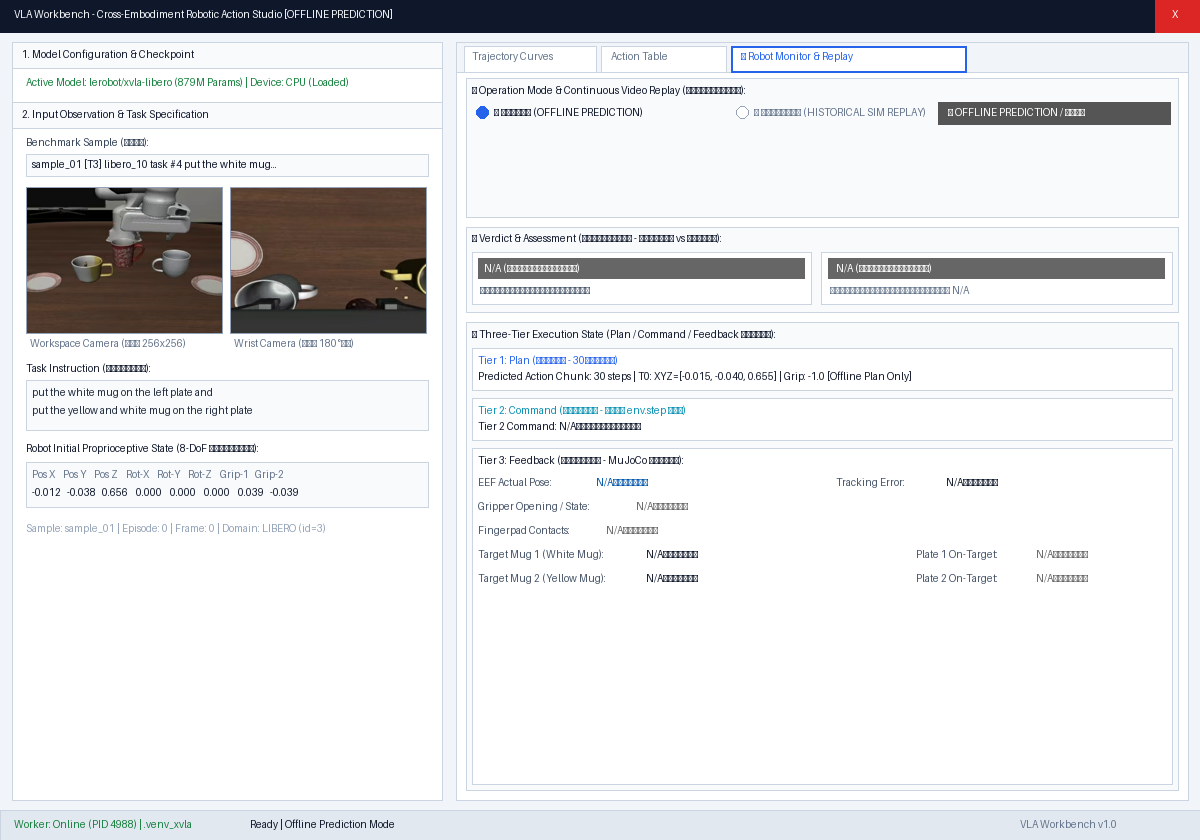 VLA Workbench - Cross-Embodiment Robotic Action Studio [OFFLINE PREDICTION]
X
1. Model Configuration & Checkpoint
Active Model: lerobot/xvla-libero (879M Params) | Device: CPU (Loaded)
2. Input Observation & Task Specification
Benchmark Sample ():
sample_01 [T3] libero_10 task #4 put the white mug...
Workspace Camera ( 256x256)
Wrist Camera ( 180°)
Task Instruction ():
put the white mug on the left plate and
put the yellow and white mug on the right plate
Robot Initial Proprioceptive State (8-DoF ):
Pos X Pos Y Pos Z Rot-X Rot-Y Rot-Z Grip-1 Grip-2
-0.012 -0.038 0.656 0.000 0.000 0.000 0.039 -0.039
Sample: sample_01 | Episode: 0 | Frame: 0 | Domain: LIBERO (id=3)
Trajectory Curves
Action Table
Robot Monitor & Replay
Operation Mode & Continuous Video Replay ():
(OFFLINE PREDICTION)
(HISTORICAL SIM REPLAY)
OFFLINE PREDICTION /
Verdict & Assessment ( - vs ):
N/A ()
N/A ()
N/A
Three-Tier Execution State (Plan / Command / Feedback ):
Tier 1: Plan ( - 30)
Predicted Action Chunk: 30 steps | T0: XYZ=[-0.015, -0.040, 0.655] | Grip: -1.0 [Offline Plan Only]
Tier 2: Command ( - env.step )
Tier 2 Command: N/A
Tier 3: Feedback ( - MuJoCo ):
EEF Actual Pose: N/A
Tracking Error: N/A
Gripper Opening / State: N/A
Fingerpad Contacts: N/A
Target Mug 1 (White Mug): N/A
Plate 1 On-Target: N/A
Target Mug 2 (Yellow Mug): N/A
Plate 2 On-Target: N/A
Worker: Online (PID 4988) | .venv_xvla
Ready | Offline Prediction Mode
VLA Workbench v1.0